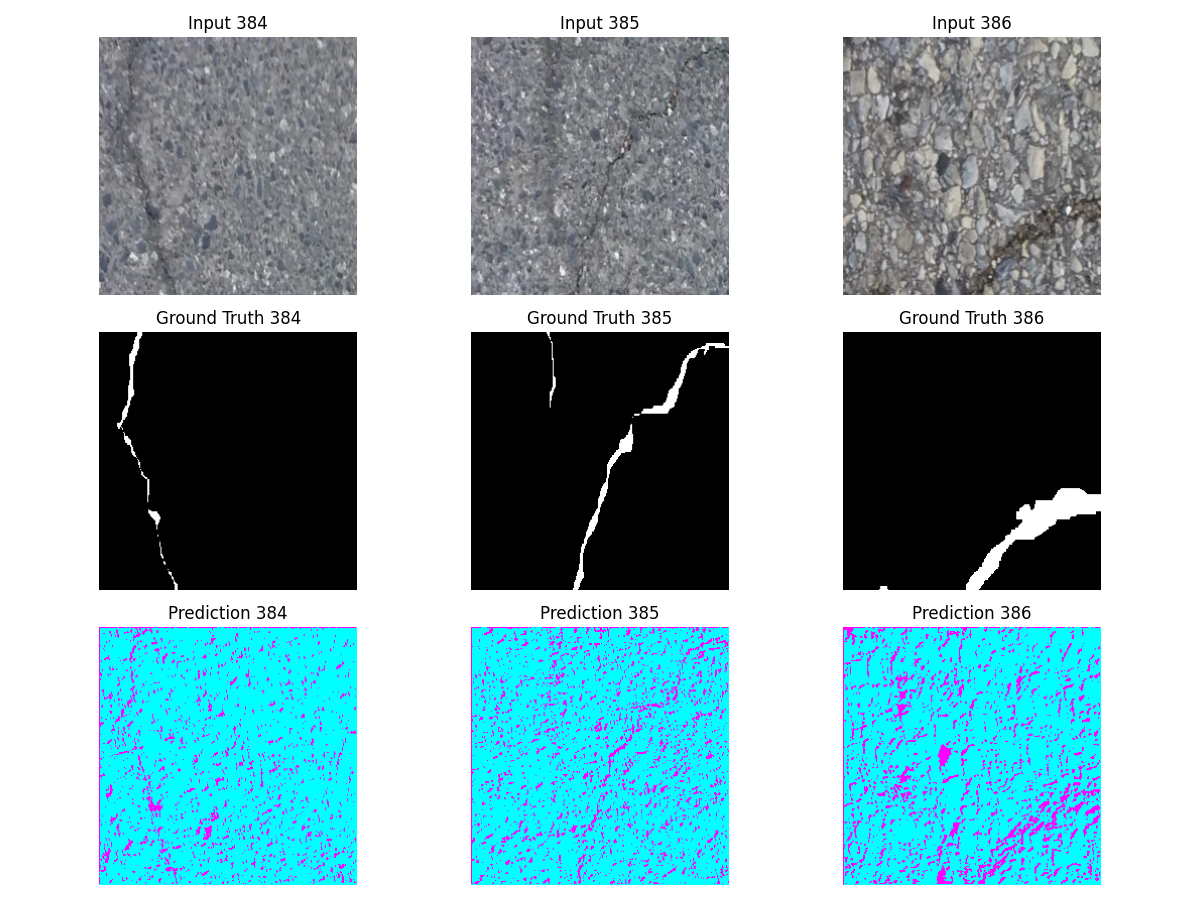 Input 384
Input 385
Input 386
Ground Truth 384
Ground Truth 385
Ground Truth 386
Prediction 384
Prediction 385
Prediction 386